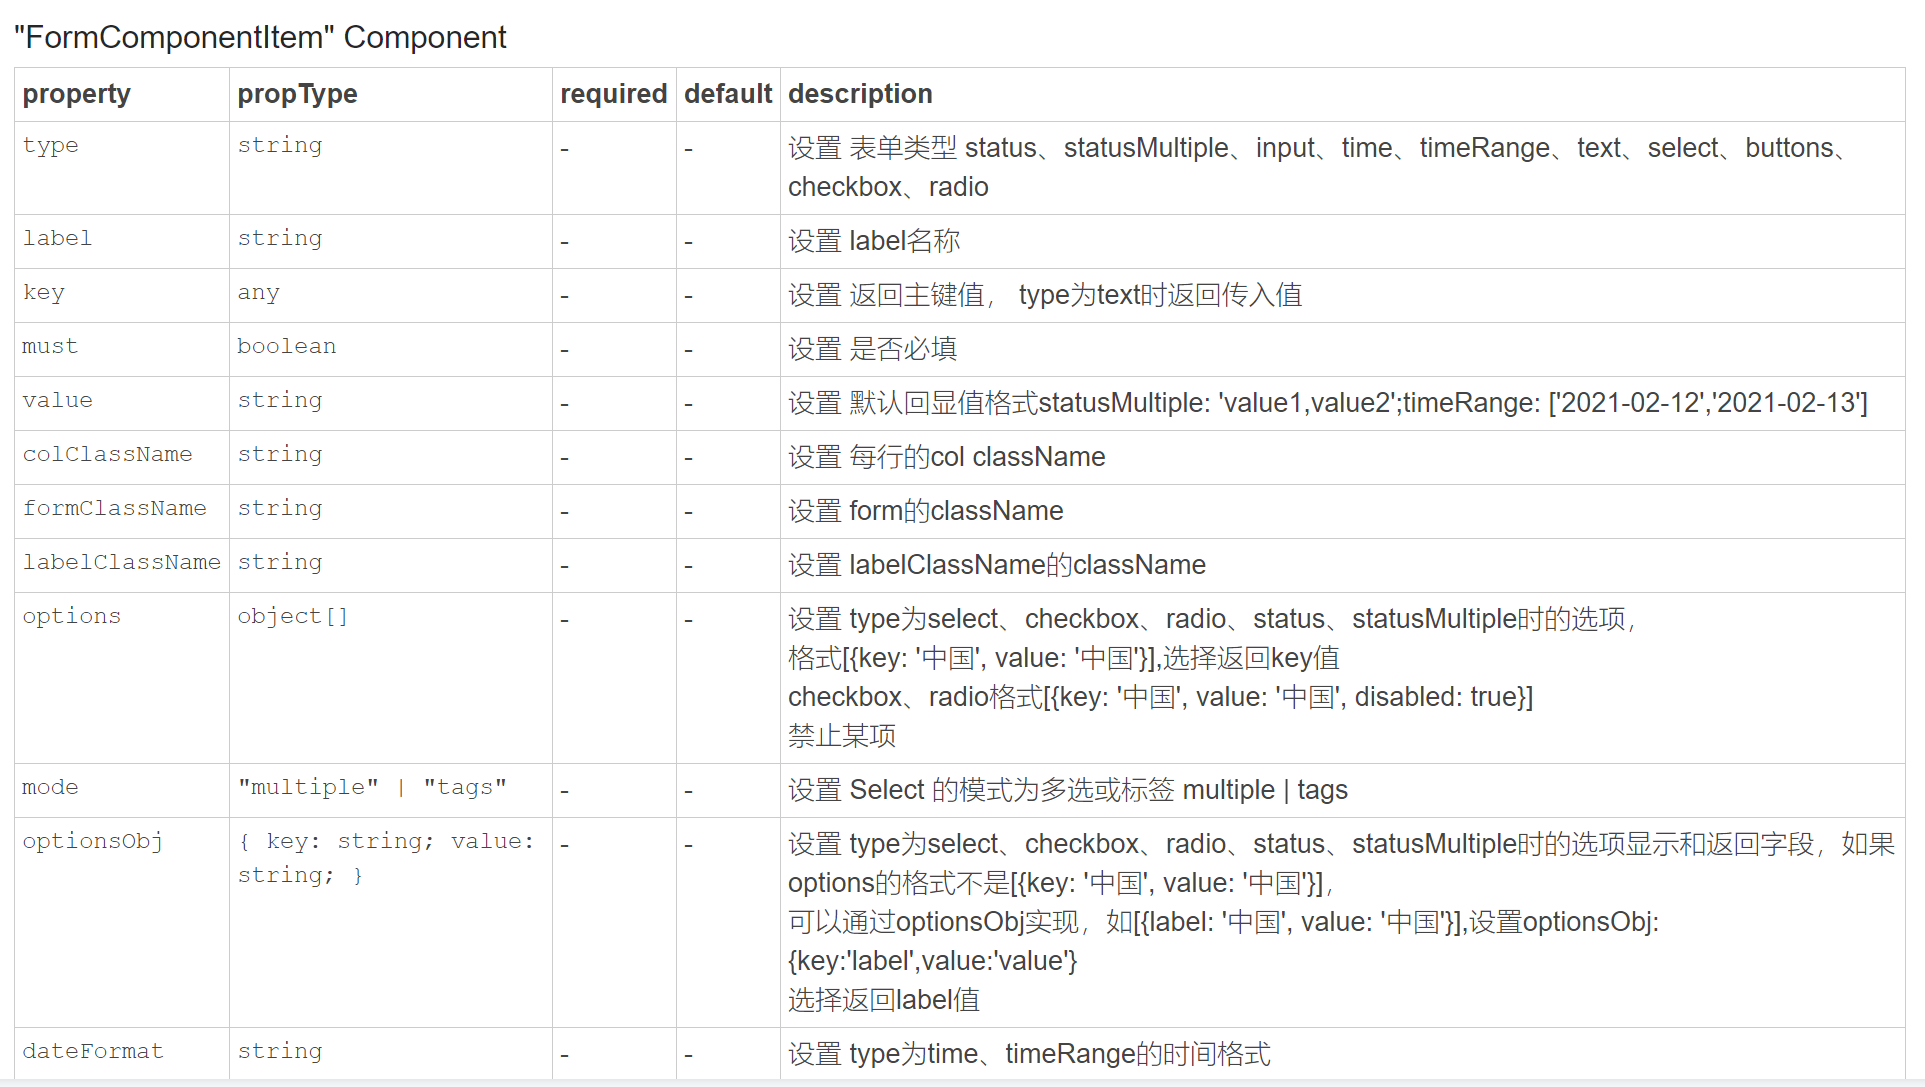 "FormComponentItem" Component
property propType required default description
type string - - 设置 表单类型 status、statusMultiple、input、time、timeRange、text、select、buttons、
checkbox、radio
label string - - 设置 label名称
key any - - 设置 返回主键值， type为text时返回传入值
must boolean - - 设置 是否必填
value string - - 设置 默认回显值格式statusMultiple: 'value1,value2';timeRange: ['2021-02-12','2021-02-13']
colClassName string - - 设置 每行的col className
formClassName string - - 设置 form的className
labelClassName string - - 设置 labelClassName的className
options object[] - - 设置 type为select、checkbox、radio、status、statusMultiple时的选项，
格式[{key: '中国', value: '中国'}],选择返回key值
checkbox、radio格式[{key: '中国', value: '中国', disabled: true}]
禁止某项
mode "multiple" | "tags" - - 设置 Select 的模式为多选或标签 multiple | tags
optionsObj { key: string; value: - - 设置 type为select、checkbox、radio、status、statusMultiple时的选项显示和返回字段，如果
string; } options的格式不是[{key: '中国', value: '中国'}]，
可以通过optionsObj实现，如[{label: '中国', value: '中国'}],设置optionsObj:
{key:'label',value:'value'}
选择返回label值
dateFormat string - - 设置 type为time、timeRange的时间格式